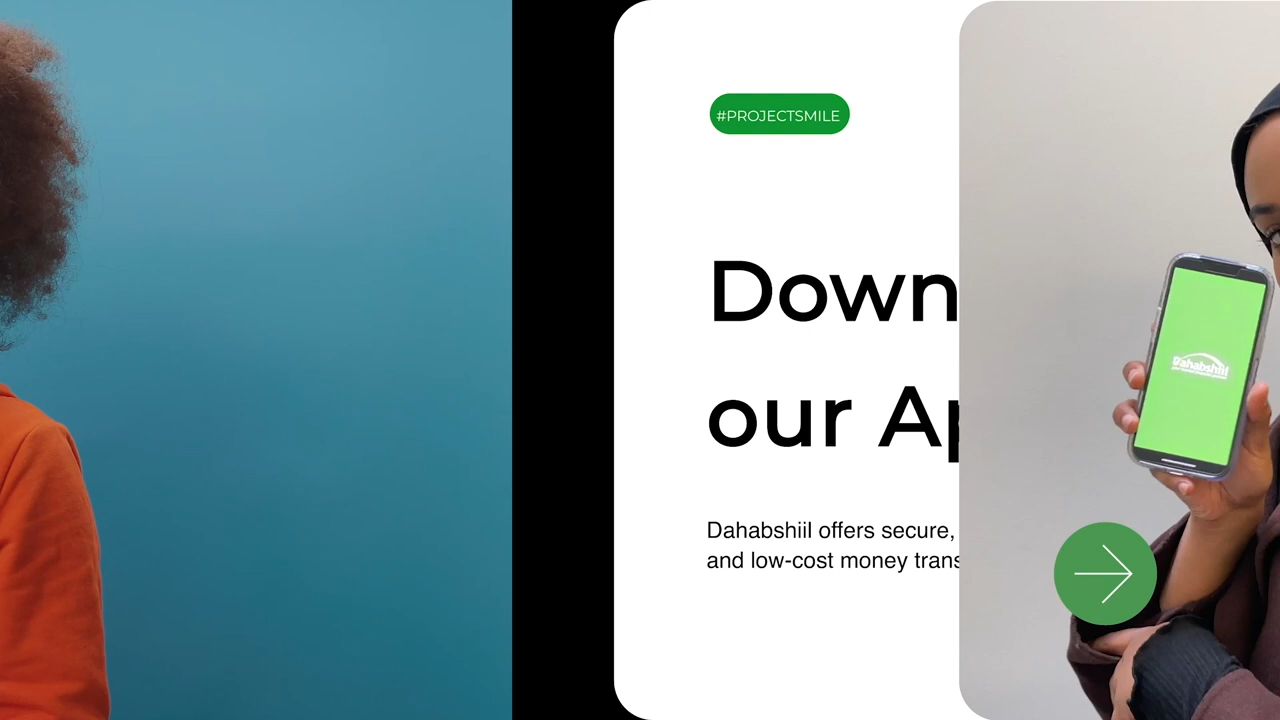 #PROJECTSMILE
Down
our Ap
Dahabshiil offers secure,
and low-cost money trans
Dahabshiil